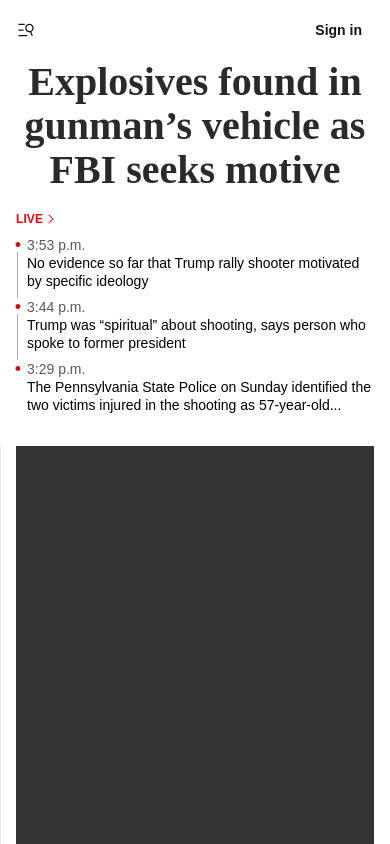 Sign in
Explosives found in
gunman’s vehicle as
FBI seeks motive
LIVE
3:53 p.m.
No evidence so far that Trump rally shooter motivated
by specific ideology
3:44 p.m.
Trump was “spiritual” about shooting, says person who
spoke to former president
3:29 p.m.
The Pennsylvania State Police on Sunday identified the
two victims injured in the shooting as 57-year-old...